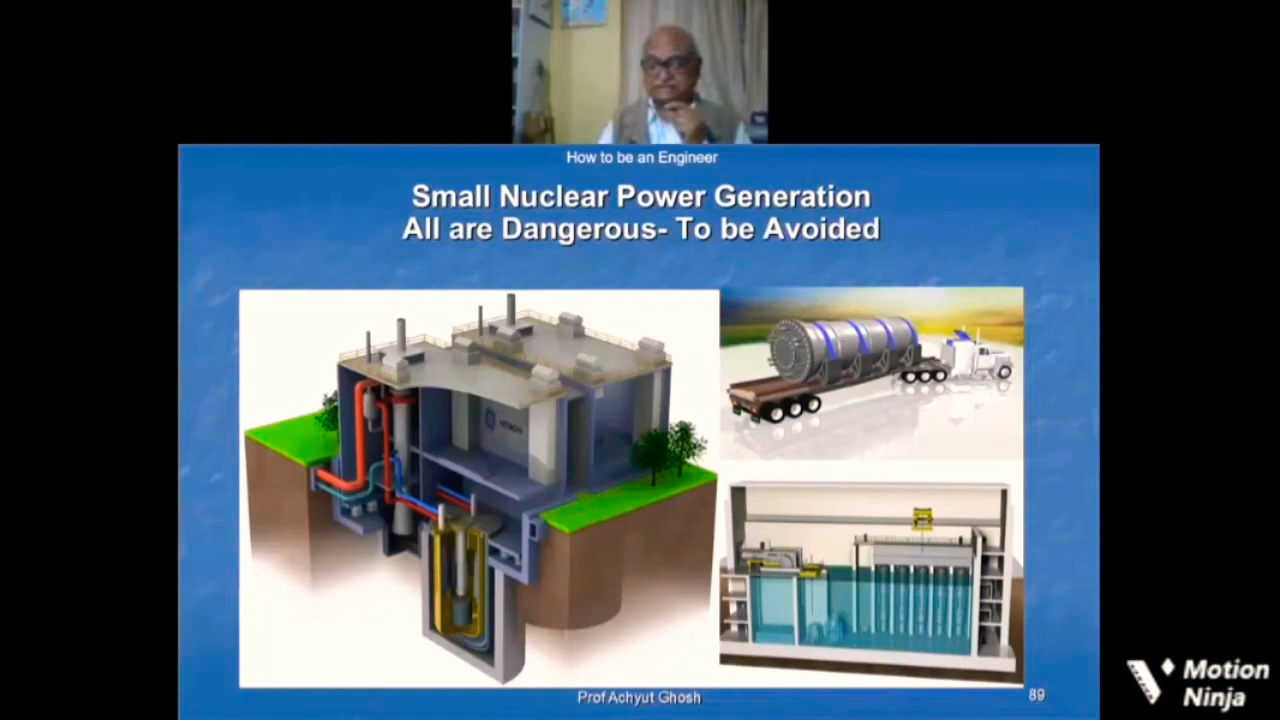 How to be an Engineer
Small Nuclear Power Generation
All are Dangerous- To be Avoided
HITACHI
Prof Achyut Ghosh
89
Motion
Ninja